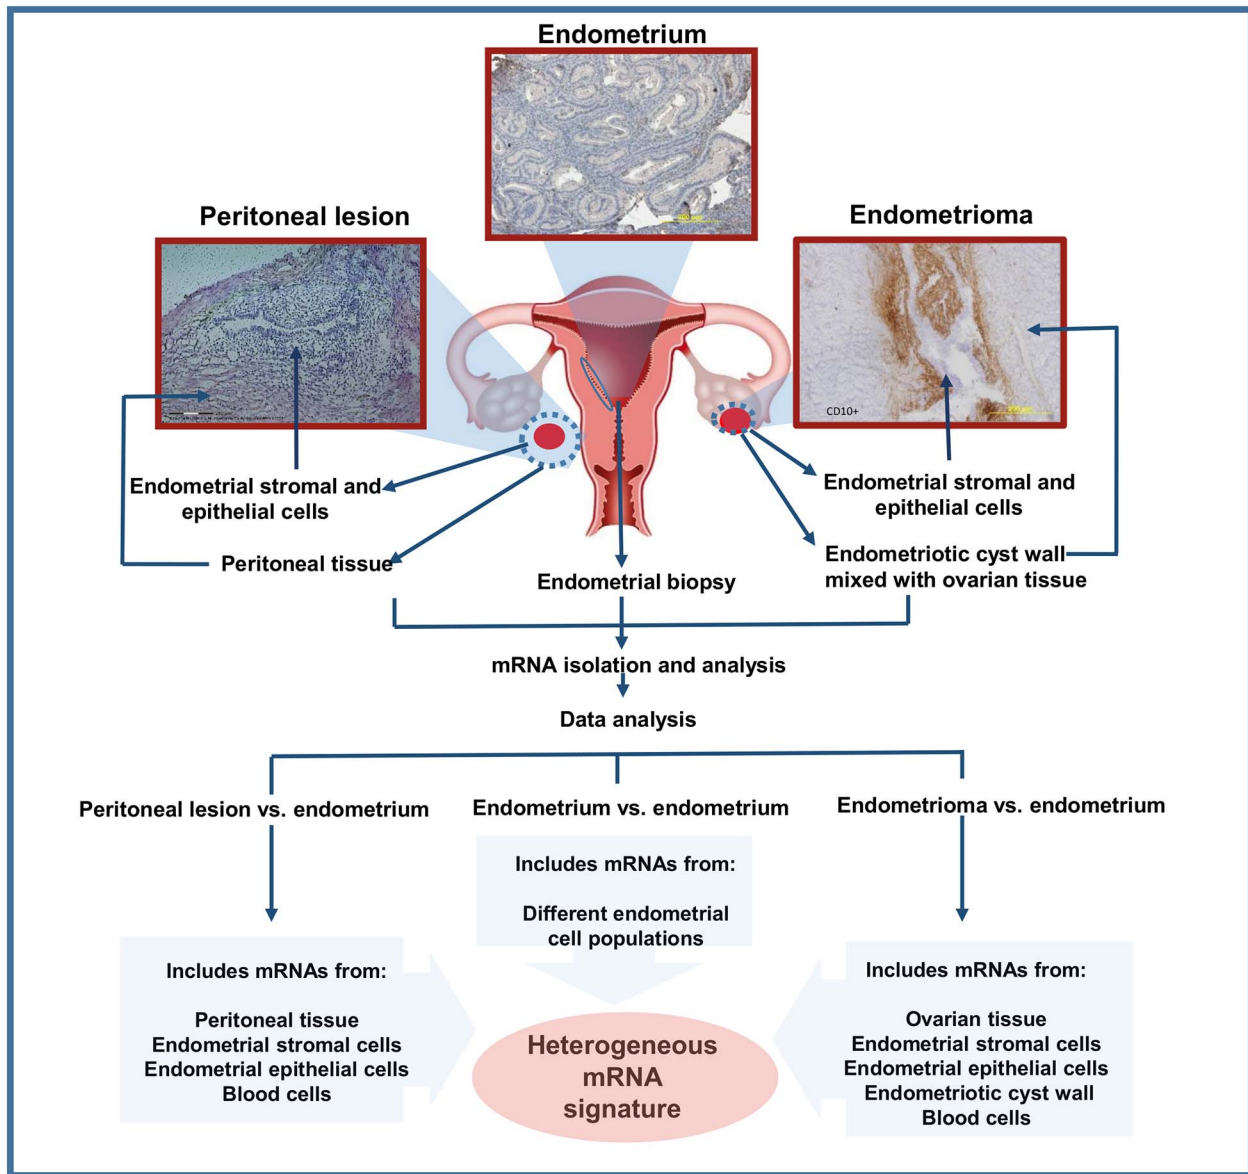 Endometrium
Peritoneal lesion
Endometrioma
CD10+
Endometrial stromal and
epithelial cells
Peritoneal tissue
Endometrial stromal and
epithelial cells
Endometriotic cyst wall
mixed with ovarian tissue
Endometrial biopsy
mRNA isolation and analysis
Data analysis
Peritoneal lesion vs. endometrium
Endometrium vs. endometrium
Endometrioma vs. endometrium
Includes mRNAs from:
Different endometrial
cell populations
Includes mRNAs from:
Peritoneal tissue
Endometrial stromal cells
Endometrial epithelial cells
Blood cells
Includes mRNAs from:
Ovarian tissue
Endometrial stromal cells
Endometrial epithelial cells
Endometriotic cyst wall
Blood cells
Heterogeneous
mRNA
signature